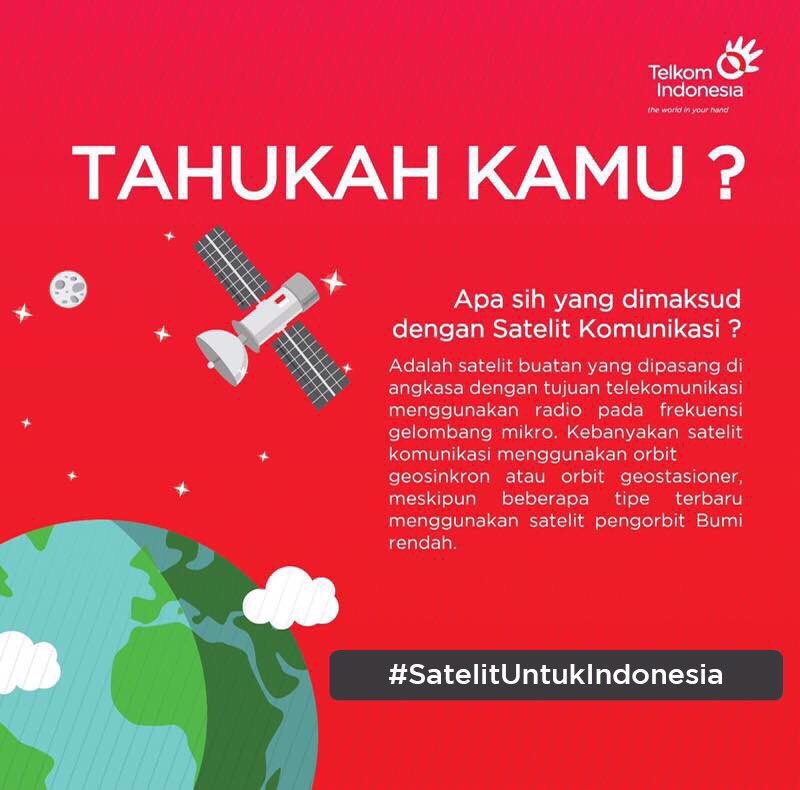 Telkom
Indonesia
the world in your hand
TAHUKAH KAMU ?
Apa sih yang dimaksud
dengan Satelit Komunikasi ?
Adalah satelit buatan yang dipasang di
angkasa dengan tujuan telekomunikasi
menggunakan radio pada frekuensi
gelombang mikro. Kebanyakan satelit
komunikasi menggunakan orbit
geosinkron atau orbit geostasioner,
meskipun beberapa tipe terbaru
menggunakan satelit pengorbit Bumi
rendah.
#SatelitUntukIndonesia